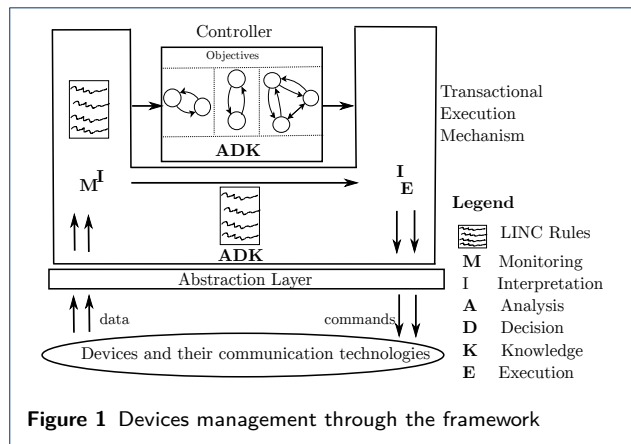 Controller
Objectives
ADK
Transactional
Execution
Mechanism
M I
I
E
ADK
Legend
LINC Rules
M Monitoring
I Interpretation
A Analysis
D Decision
K Knowledge
E Execution
Abstraction Layer
data
commands
Devices and their communication technologies
Figure 1 Devices management through the framework